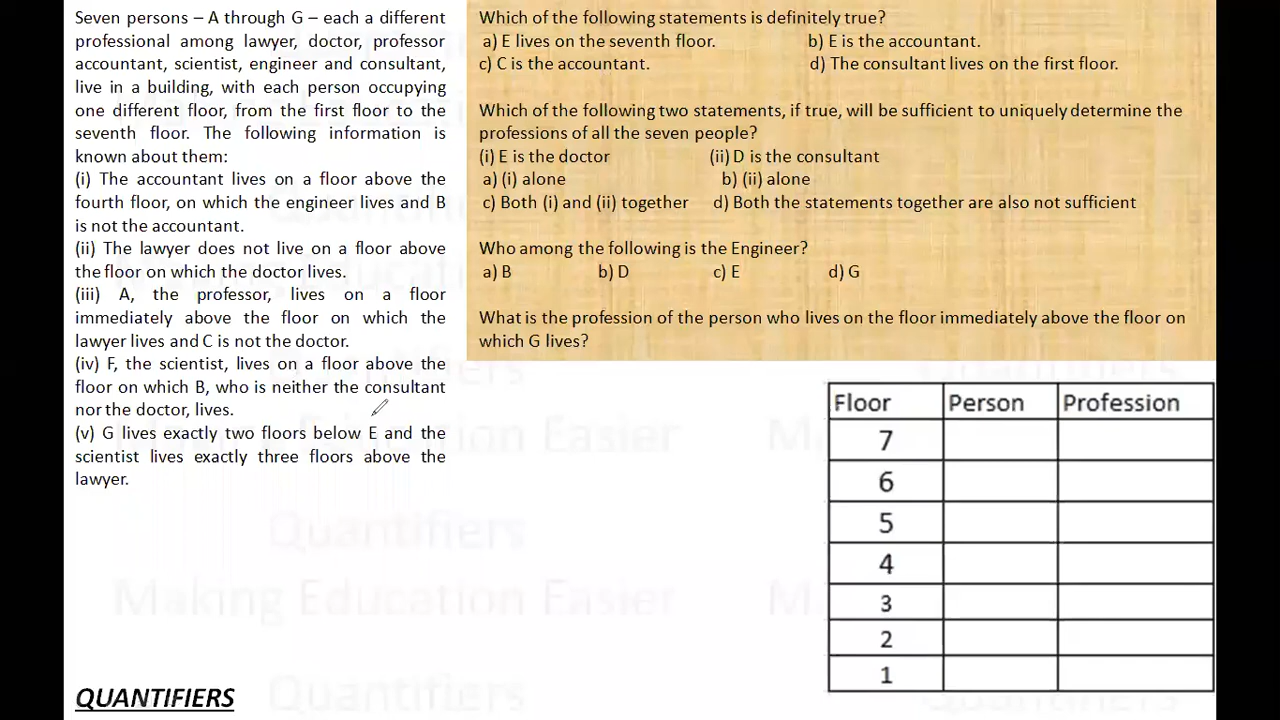 Seven persons – A through G – each a different
professional among lawyer, doctor, professor
accountant, scientist, engineer and consultant,
live in a building, with each person occupying
one different floor, from the first floor to the
seventh floor. The following information is
known about them:
(i) The accountant lives on a floor above the
fourth floor, on which the engineer lives and B
is not the accountant.
(ii) The lawyer does not live on a floor above
the floor on which the doctor lives.
(iii) A, the professor, lives on a floor
immediately above the floor on which the
lawyer lives and C is not the doctor.
(iv) F, the scientist, lives on a floor above the
floor on which B, who is neither the consultant
nor the doctor, lives.
(v) G lives exactly two floors below E and the
scientist lives exactly three floors above the
lawyer.
QUANTIFIERS
Which of the following statements is definitely true?
a) E lives on the seventh floor. b) E is the accountant.
c) C is the accountant. d) The consultant lives on the first floor.
Which of the following two statements, if true, will be sufficient to uniquely determine the
professions of all the seven people?
(i) E is the doctor (ii) D is the consultant
a) (i) alone b) (ii) alone
c) Both (i) and (ii) together d) Both the statements together are also not sufficient
Who among the following is the Engineer?
a) B b) D c) E d) G
What is the profession of the person who lives on the floor immediately above the floor on
which G lives?
Floor Person Profession
7
6
5
4
3
2
1
Quantifiers
Making Education Easier
Quantifiers